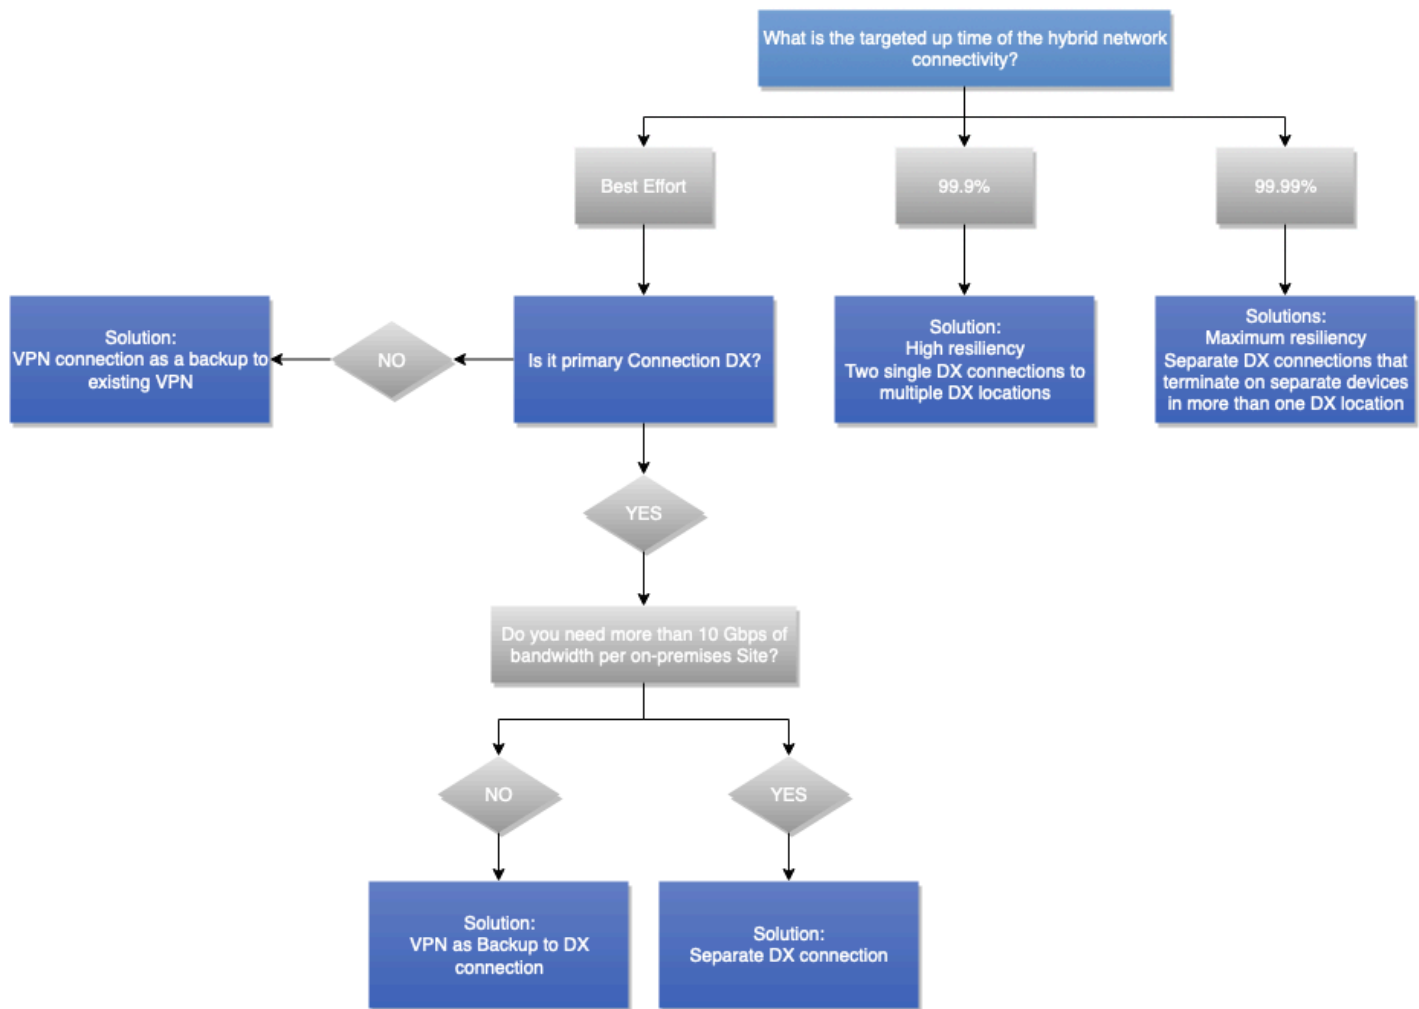 What is the targeted up time of the hybrid network
connectivity?
Best Effort
99.9%
99.99%
Solution:
VPN connection as a backup to
existing VPN
NO
Is it primary Connection DX?
Solution:
High resiliency
Two single DX connections to
multiple DX locations
Solutions:
Maximum resiliency
Separate DX connections that
terminate on separate devices
in more than one DX location
YES
Do you need more than 10 Gbps of
bandwidth per on-premises Site?
NO
YES
Solution:
VPN as Backup to DX
connection
Solution:
Separate DX connection